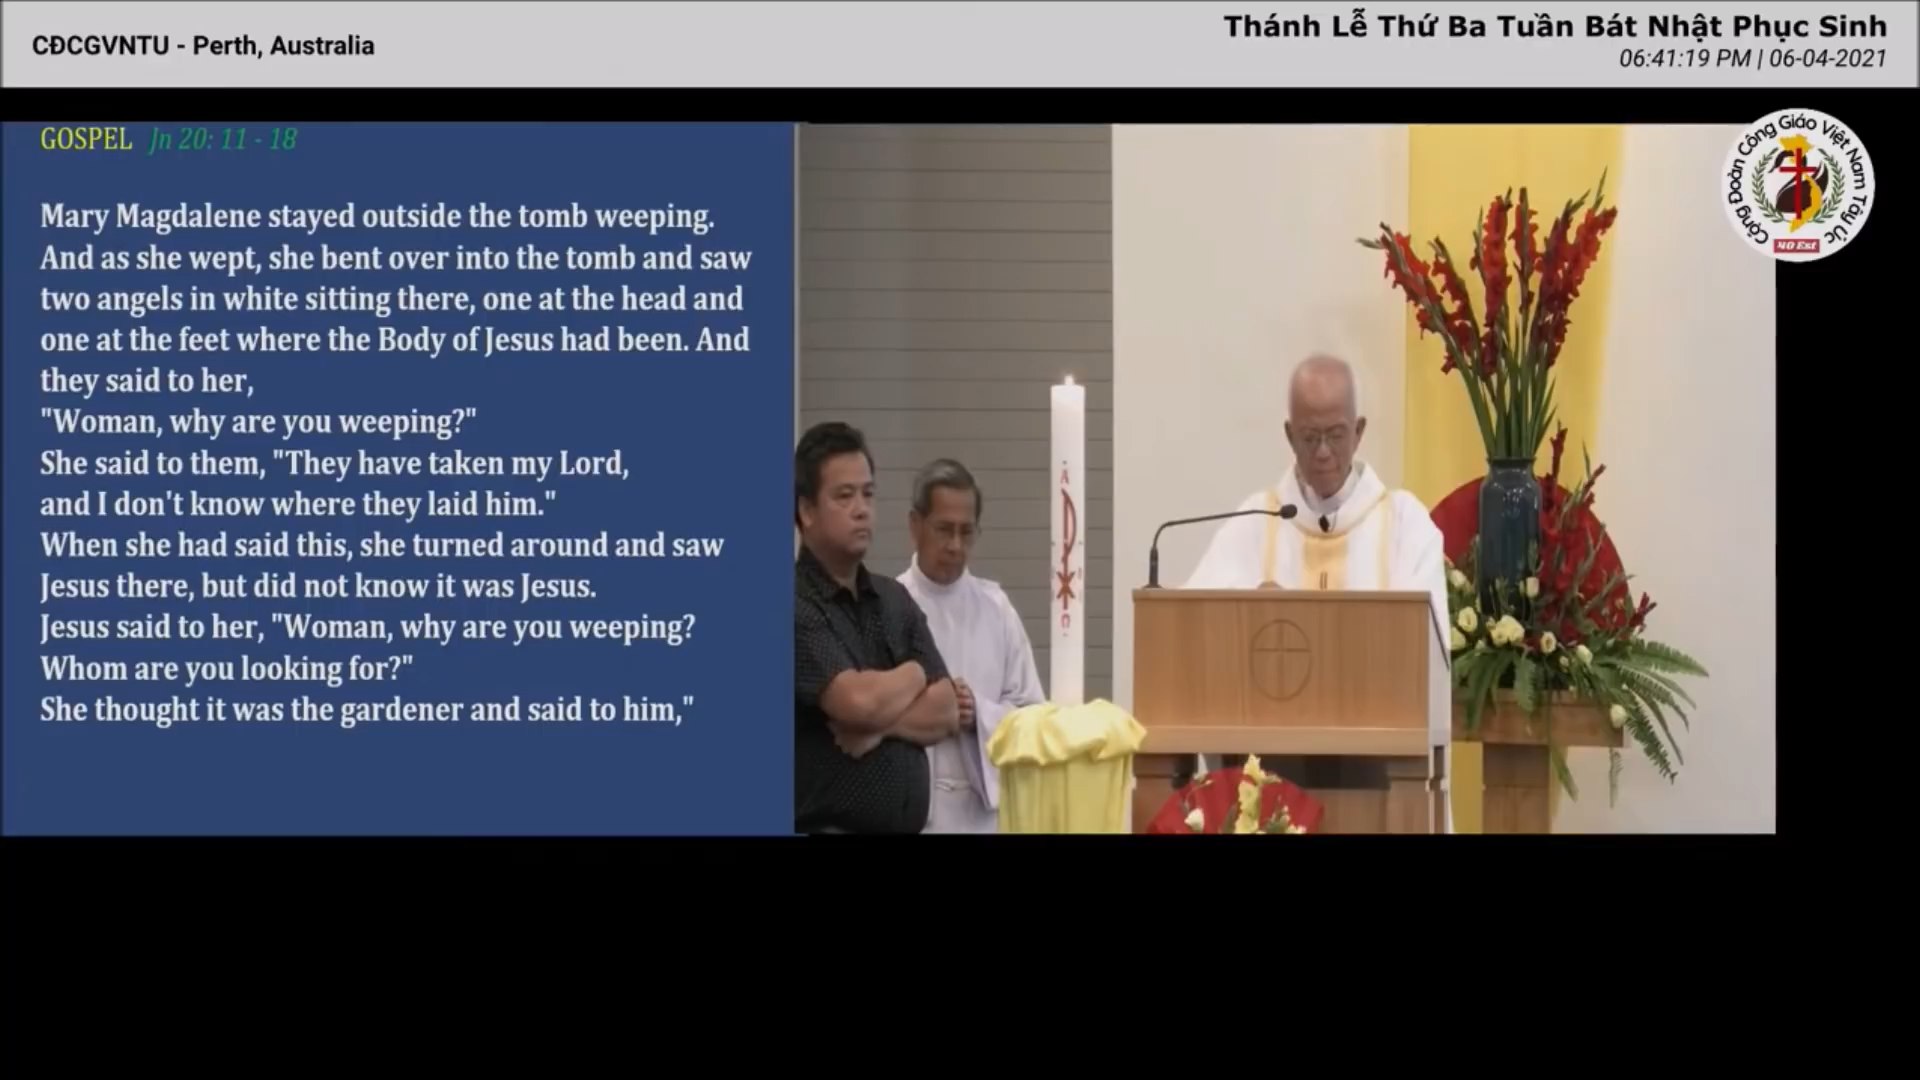 CĐCGVNTU - Perth, Australia
Thánh Lễ Thứ Ba Tuần Bát Nhật Phục Sinh
06:41:19 PM | 06-04-2021
GOSPEL Jn 20: 11 - 18
Mary Magdalene stayed outside the tomb weeping.
And as she wept, she bent over into the tomb and saw
two angels in white sitting there, one at the head and
one at the feet where the Body of Jesus had been. And
they said to her,
"Woman, why are you weeping?"
She said to them, "They have taken my Lord,
and I don't know where they laid him."
When she had said this, she turned around and saw
Jesus there, but did not know it was Jesus.
Jesus said to her, "Woman, why are you weeping?
Whom are you looking for?"
She thought it was the gardener and said to him,"
Cộng Đoàn Công Giáo Việt Nam Tây Úc
40 Est
Α
Ω